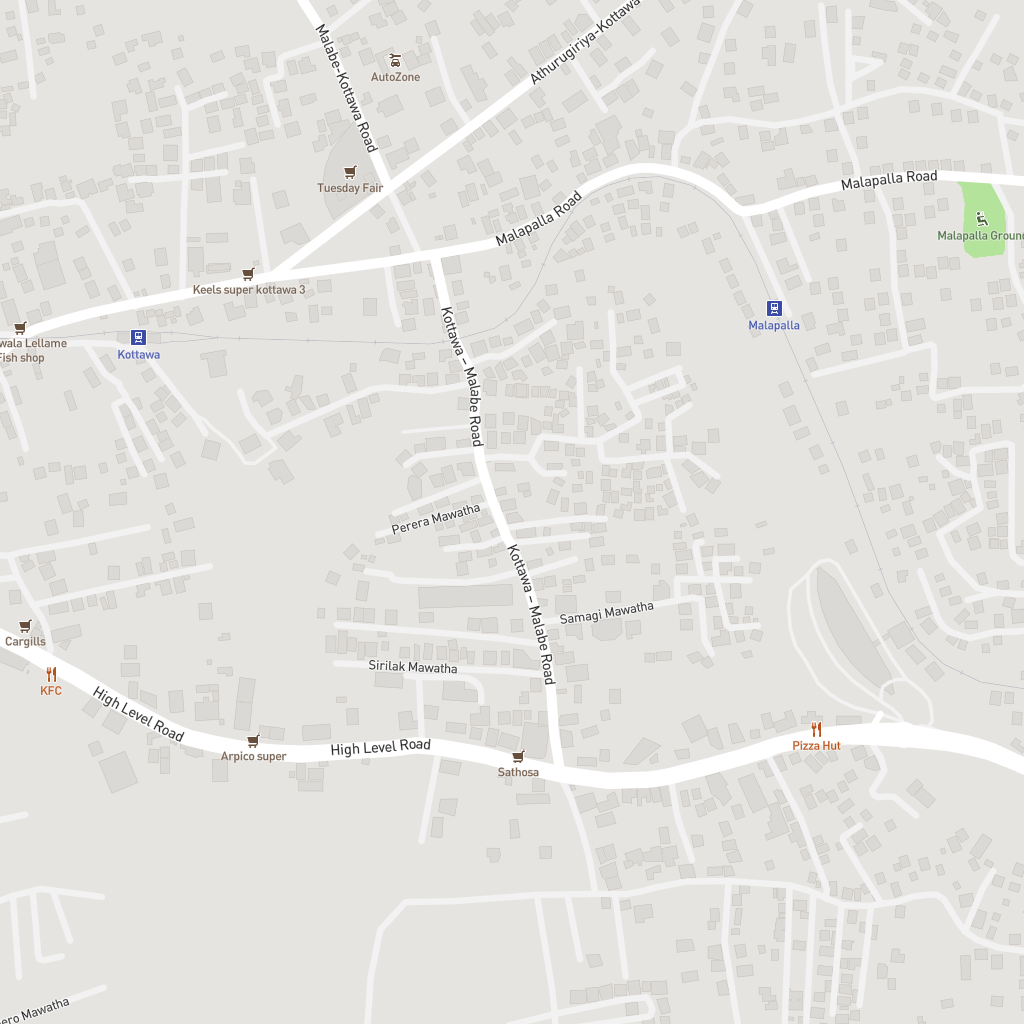 Malabe-Kottawa Road
Athurugiriya-Kottawa
AutoZone
Tuesday Fair
Malapalla Road
Malapalla Road
Malapalla Ground
Keels super kottawa 3
wala Lellame
Fish shop
Kottawa
Malapalla
Kottawa – Malabe Road
Perera Mawatha
Kottawa – Malabe Road
Samagi Mawatha
Cargills
KFC
Sirilak Mawatha
High Level Road
Arpico super
High Level Road
Sathosa
Pizza Hut
ero Mawatha